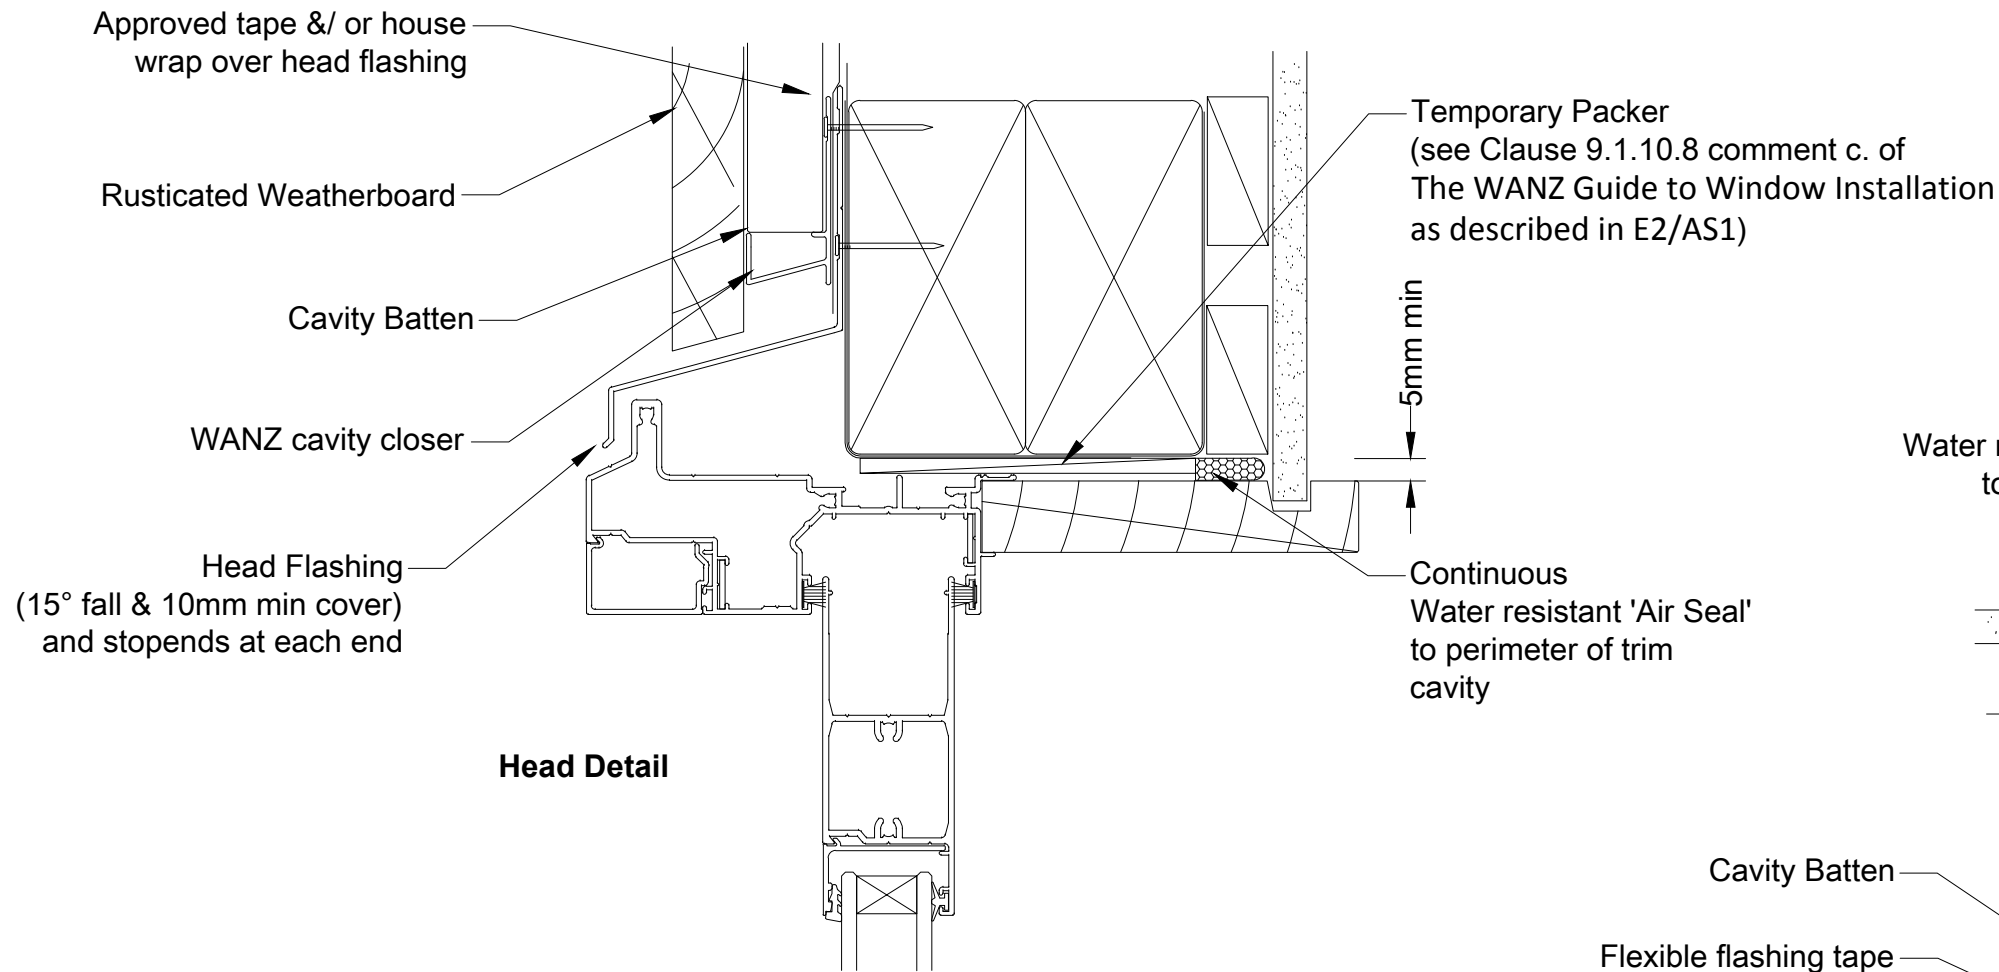 Approved tape &/ or house
wrap over head flashing
Rusticated Weatherboard
Cavity Batten
WANZ cavity closer
Head Flashing
(15° fall & 10mm min cover)
and stopends at each end
Head Detail
Temporary Packer
(see Clause 9.1.10.8 comment c. of
The WANZ Guide to Window Installation
as described in E2/AS1)
5mm min
Continuous
Water resistant 'Air Seal'
to perimeter of trim
cavity
Water
to
Cavity Batten
Flexible flashing tape